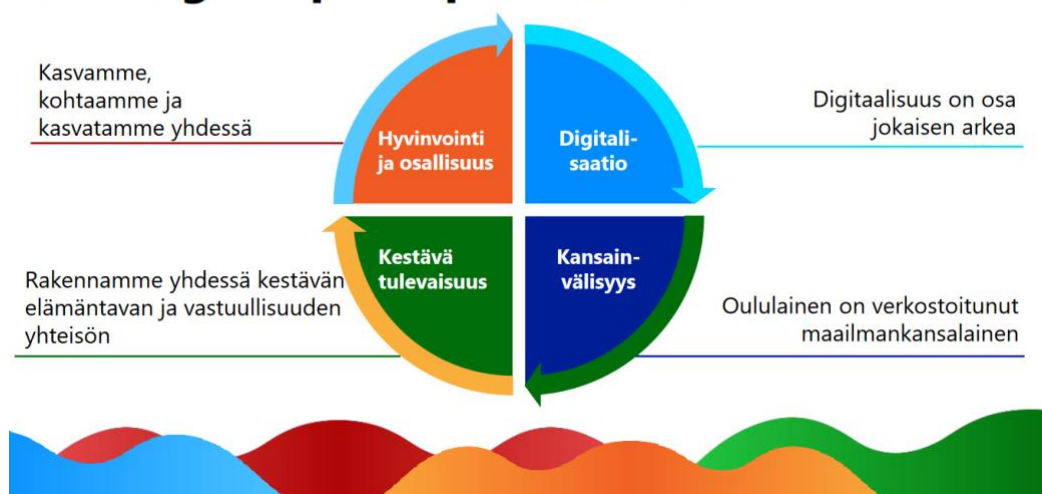 Kasvamme,
kohtaamme ja
kasvatamme yhdessä
Hyvinvointi
ja osallisuus
Digitali-
saatio
Digitaalisuus on osa
jokaisen arkea
Rakennamme yhdessä kestävän
elämäntavan ja vastuullisuuden
yhteisön
Kestävä
tulevaisuus
Kansain-
välisyys
Oululainen on verkostoitunut
maailmankansalainen